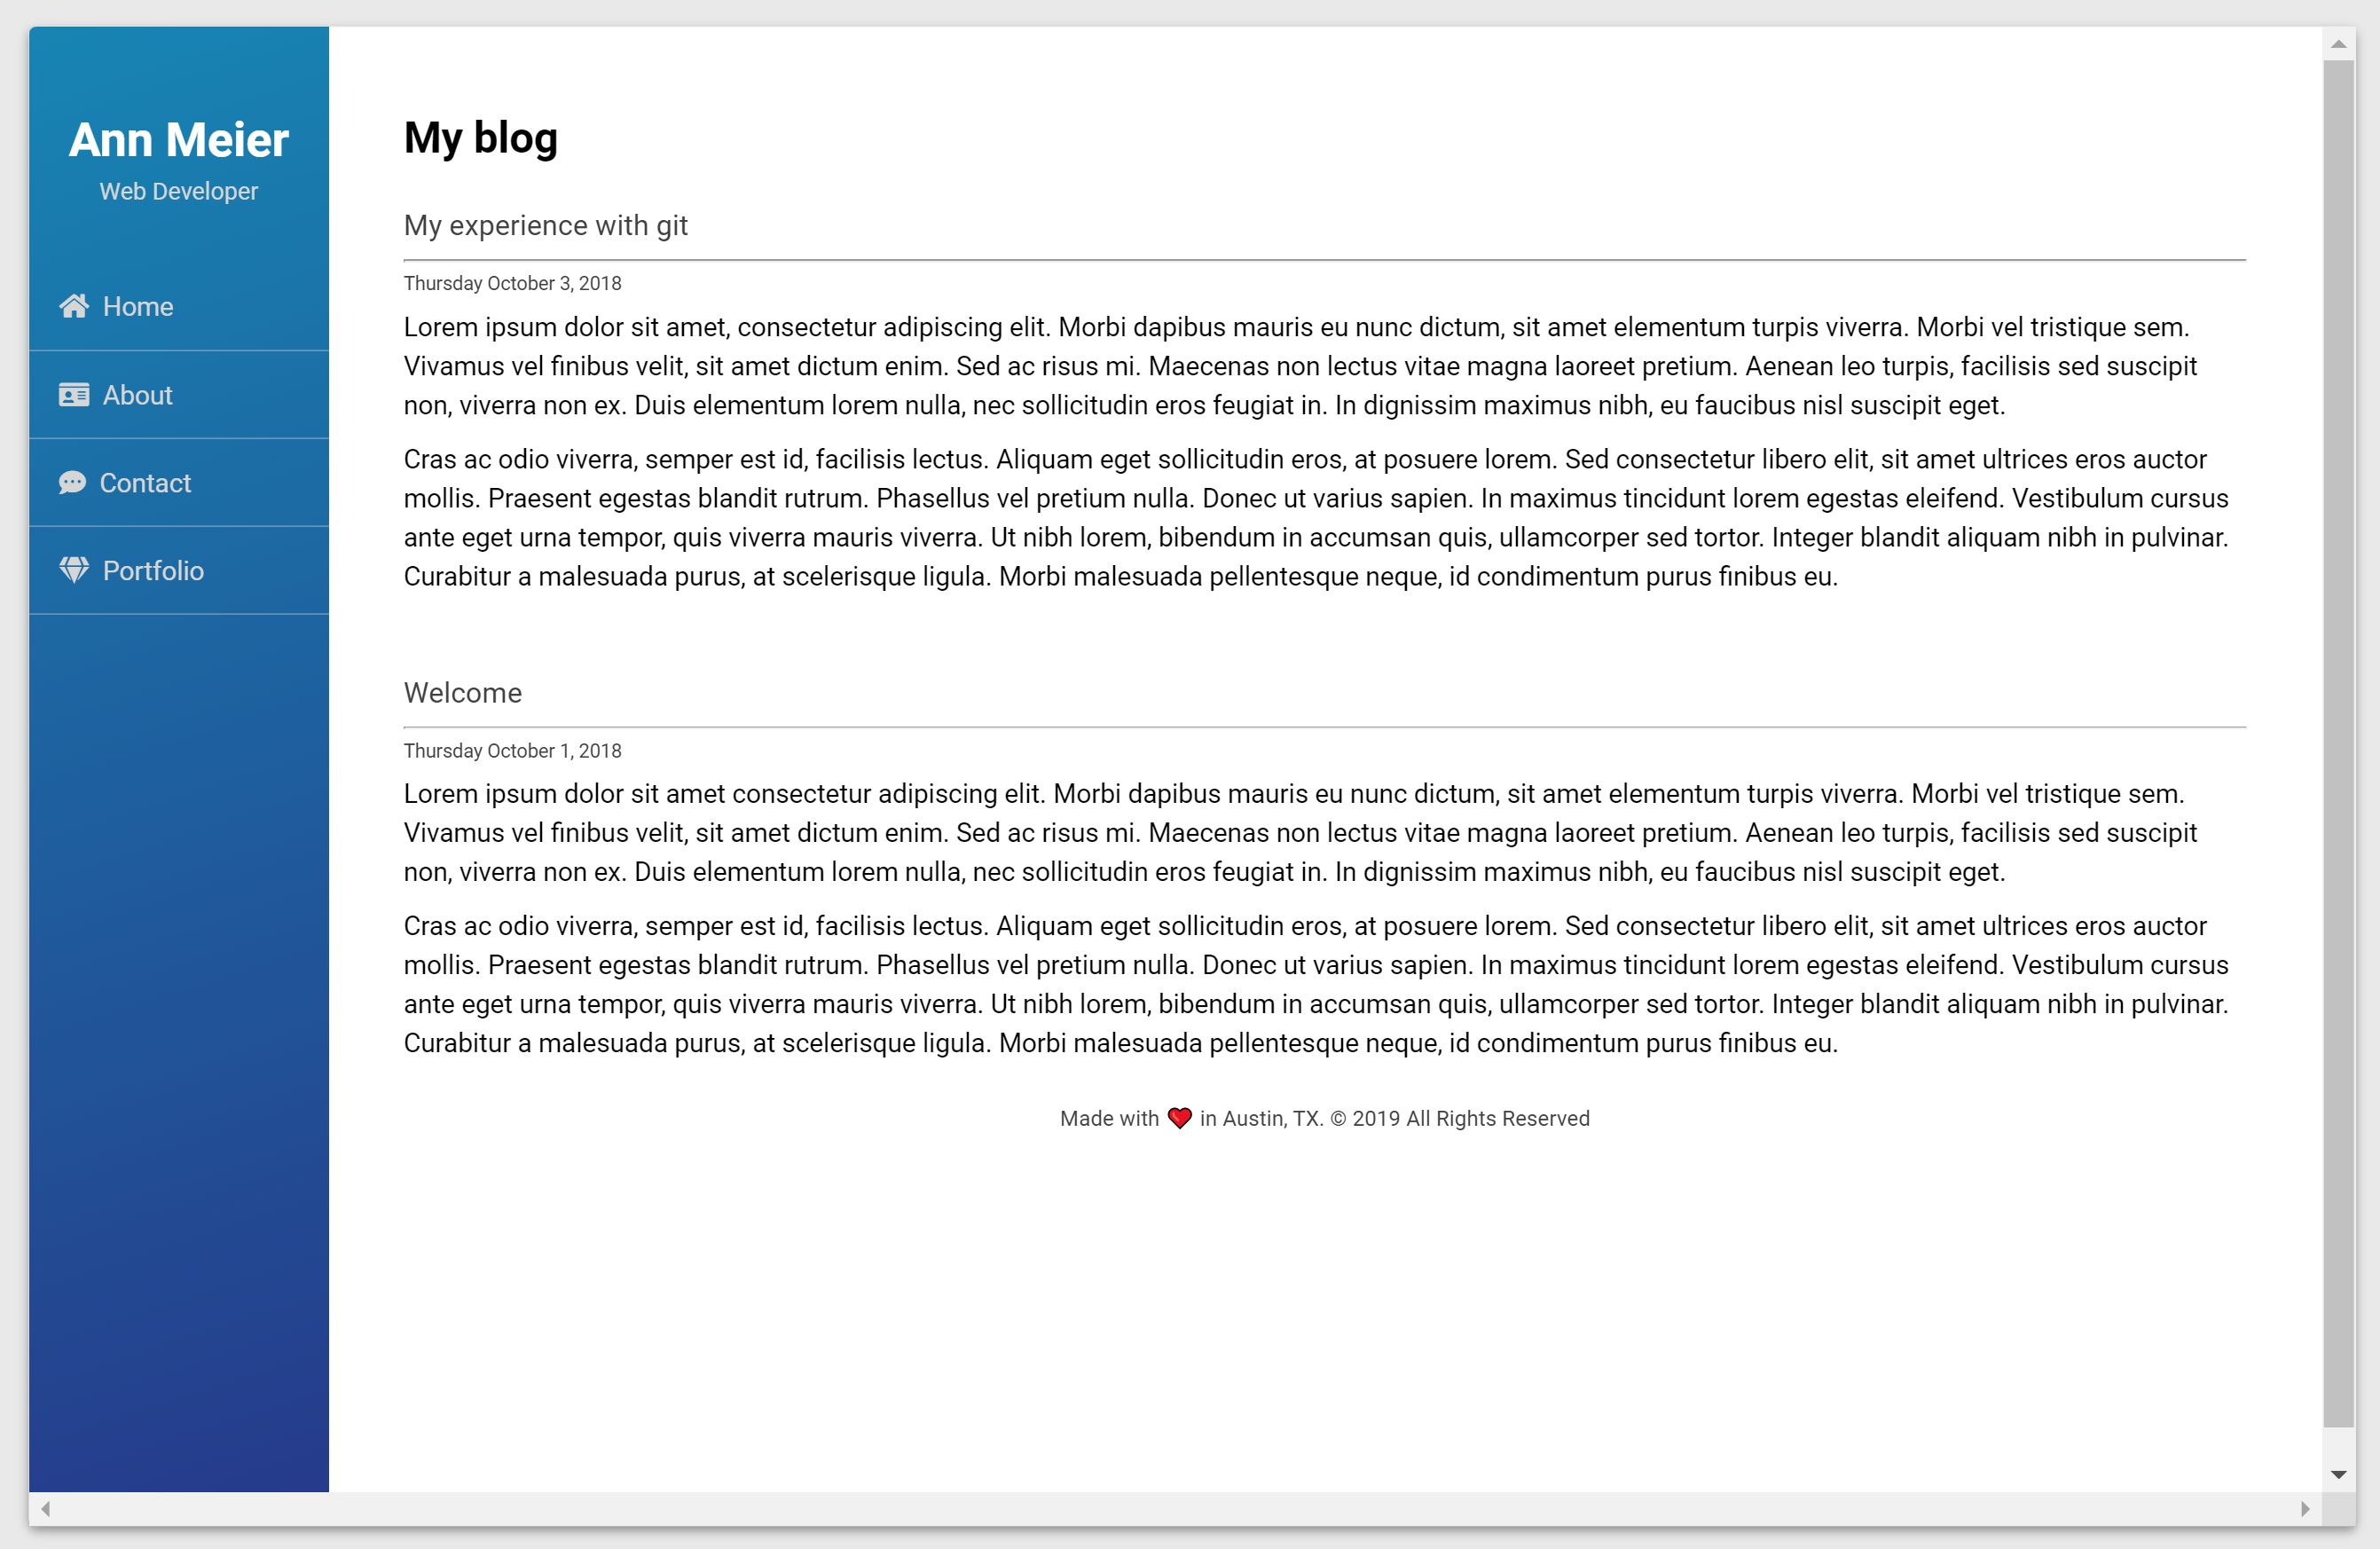 Ann Meier
Web Developer
Home
About
Contact
Portfolio
My blog
My experience with git
Thursday October 3, 2018
Lorem ipsum dolor sit amet, consectetur adipiscing elit. Morbi dapibus mauris eu nunc dictum, sit amet elementum turpis viverra. Morbi vel tristique sem.
Vivamus vel finibus velit, sit amet dictum enim. Sed ac risus mi. Maecenas non lectus vitae magna laoreet pretium. Aenean leo turpis, facilisis sed suscipit
non, viverra non ex. Duis elementum lorem nulla, nec sollicitudin eros feugiat in. In dignissim maximus nibh, eu faucibus nisl suscipit eget.
Cras ac odio viverra, semper est id, facilisis lectus. Aliquam eget sollicitudin eros, at posuere lorem. Sed consectetur libero elit, sit amet ultrices eros auctor
mollis. Praesent egestas blandit rutrum. Phasellus vel pretium nulla. Donec ut varius sapien. In maximus tincidunt lorem egestas eleifend. Vestibulum cursus
ante eget urna tempor, quis viverra mauris viverra. Ut nibh lorem, bibendum in accumsan quis, ullamcorper sed tortor. Integer blandit aliquam nibh in pulvinar.
Curabitur a malesuada purus, at scelerisque ligula. Morbi malesuada pellentesque neque, id condimentum purus finibus eu.
Welcome
Thursday October 1, 2018
Lorem ipsum dolor sit amet consectetur adipiscing elit. Morbi dapibus mauris eu nunc dictum, sit amet elementum turpis viverra. Morbi vel tristique sem.
Vivamus vel finibus velit, sit amet dictum enim. Sed ac risus mi. Maecenas non lectus vitae magna laoreet pretium. Aenean leo turpis, facilisis sed suscipit
non, viverra non ex. Duis elementum lorem nulla, nec sollicitudin eros feugiat in. In dignissim maximus nibh, eu faucibus nisl suscipit eget.
Cras ac odio viverra, semper est id, facilisis lectus. Aliquam eget sollicitudin eros, at posuere lorem. Sed consectetur libero elit, sit amet ultrices eros auctor
mollis. Praesent egestas blandit rutrum. Phasellus vel pretium nulla. Donec ut varius sapien. In maximus tincidunt lorem egestas eleifend. Vestibulum cursus
ante eget urna tempor, quis viverra mauris viverra. Ut nibh lorem, bibendum in accumsan quis, ullamcorper sed tortor. Integer blandit aliquam nibh in pulvinar.
Curabitur a malesuada purus, at scelerisque ligula. Morbi malesuada pellentesque neque, id condimentum purus finibus eu.
Made with ❤️ in Austin, TX. © 2019 All Rights Reserved